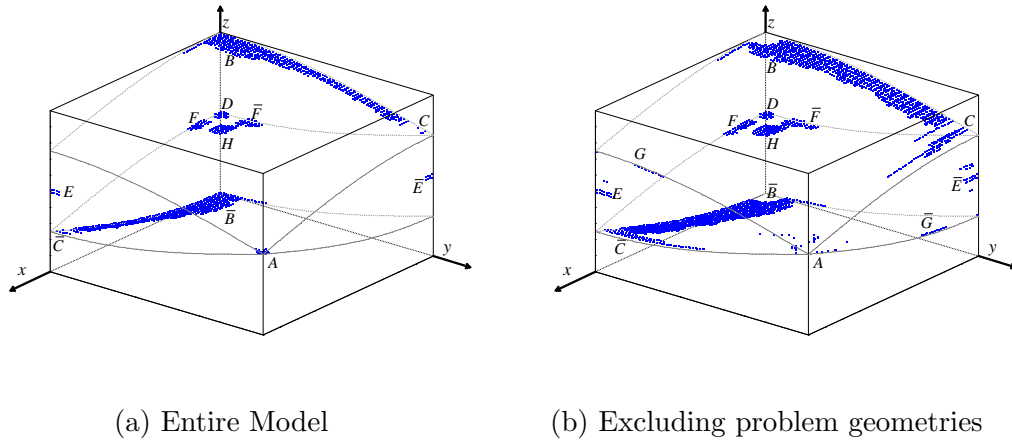 z
B
D
F
F̅
H
C
E
E̅
B̅
C̅
A
x
y
z
B
D
F
F̅
H
C
G
E
E̅
B̅
C̅
G̅
A
x
y
(a) Entire Model
(b) Excluding problem geometries